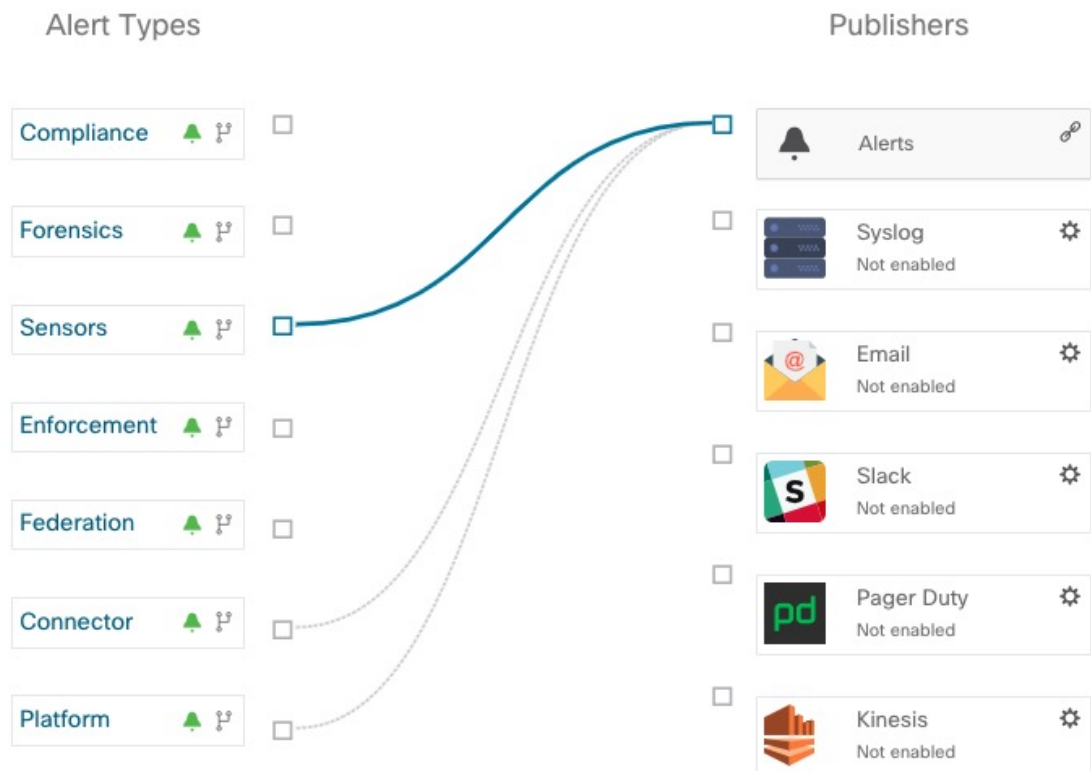 Alert Types
Publishers
Compliance
Forensics
Sensors
Enforcement
Federation
Connector
Platform
Alerts
Syslog
Not enabled
@
Email
Not enabled
S
Slack
Not enabled
pd
Pager Duty
Not enabled
Kinesis
Not enabled